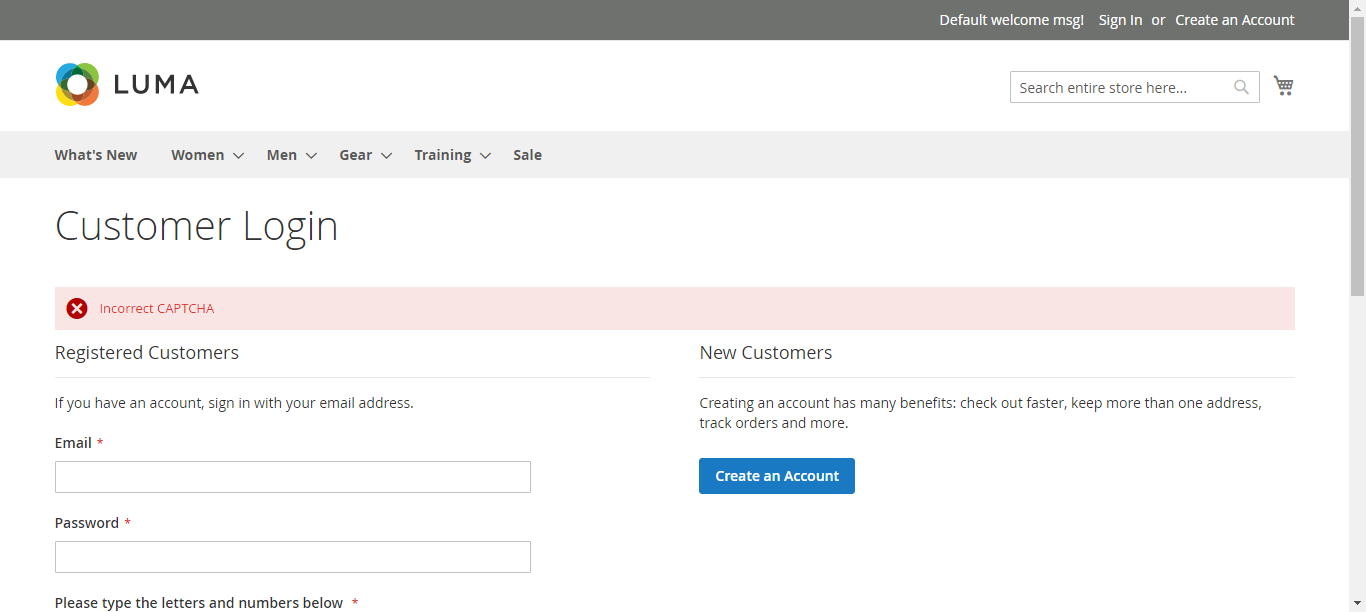 Default welcome msg! Sign In or Create an Account
LUMA
Search entire store here...
What's New Women Men Gear Training Sale
Customer Login
Incorrect CAPTCHA
Registered Customers
If you have an account, sign in with your email address.
Email *
Password *
Please type the letters and numbers below *
New Customers
Creating an account has many benefits: check out faster, keep more than one address,
track orders and more.
Create an Account